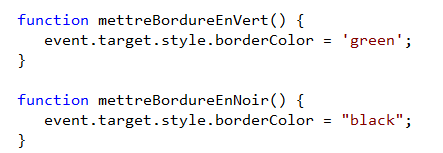 function mettreBordureEnVert() {
   event.target.style.borderColor = 'green';
}

function mettreBordureEnNoir() {
   event.target.style.borderColor = "black";
}